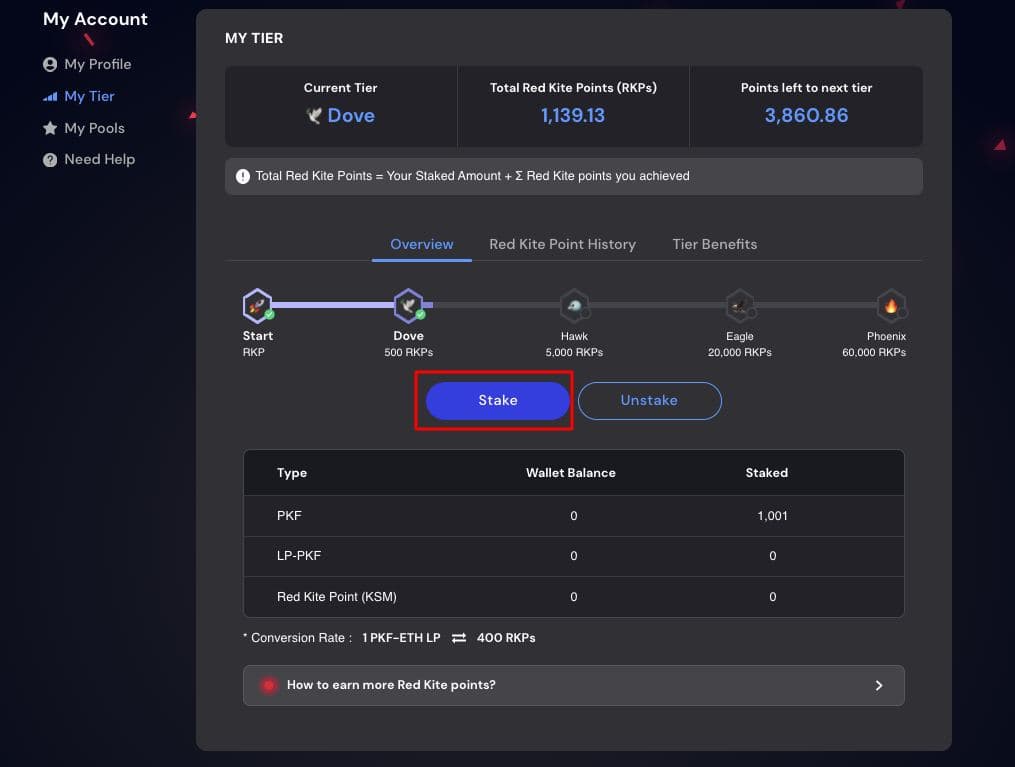 My Account
My Profile
My Tier
My Pools
Need Help
MY TIER
Current Tier
Dove
Total Red Kite Points (RKPs)
1,139.13
Points left to next tier
3,860.86
Total Red Kite Points = Your Staked Amount + Σ Red Kite points you achieved
Overview Red Kite Point History Tier Benefits
Start Dove Hawk Eagle Phoenix
RKP 500 RKPs 5,000 RKPs 20,000 RKPs 60,000 RKPs
Stake Unstake
Type Wallet Balance Staked
PKF 0 1,001
LP-PKF 0 0
Red Kite Point (KSM) 0 0
* Conversion Rate : 1 PKF-ETH LP ⇄ 400 RKPs
How to earn more Red Kite points?